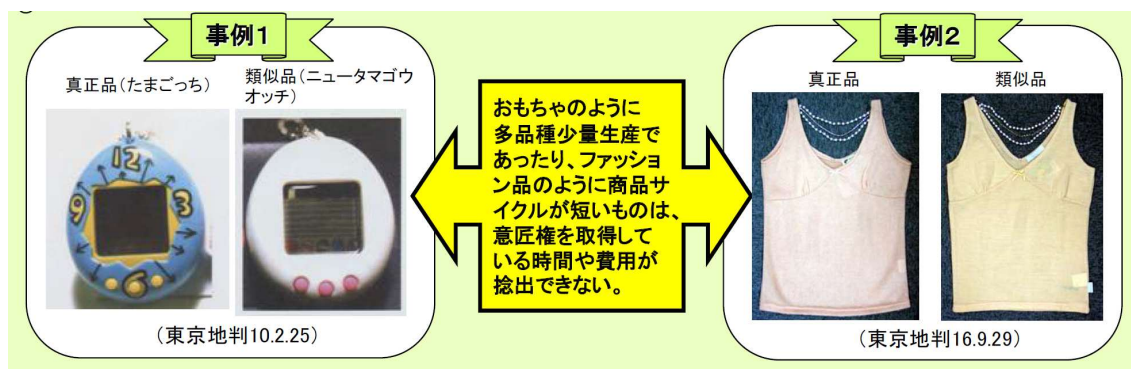 事例1
真正品(たまごっち)
類似品(ニュータマゴウ
オッチ)
12
9
3
6
(東京地判10.2.25)
おもちゃのように
多品種少量生産で
あったり、ファッショ
ン品のように商品サ
イクルが短いものは、
意匠権を取得して
いる時間や費用が
捻出できない。
事例2
真正品
類似品
(東京地判16.9.29)